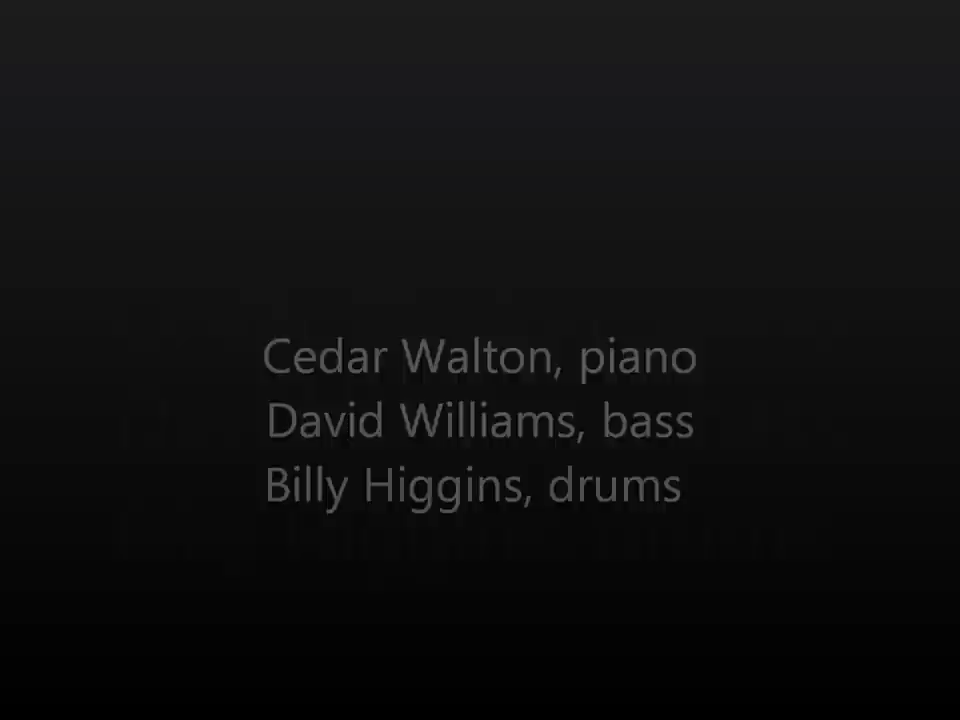 Cedar Walton, piano
David Williams, bass
Billy Higgins, drums